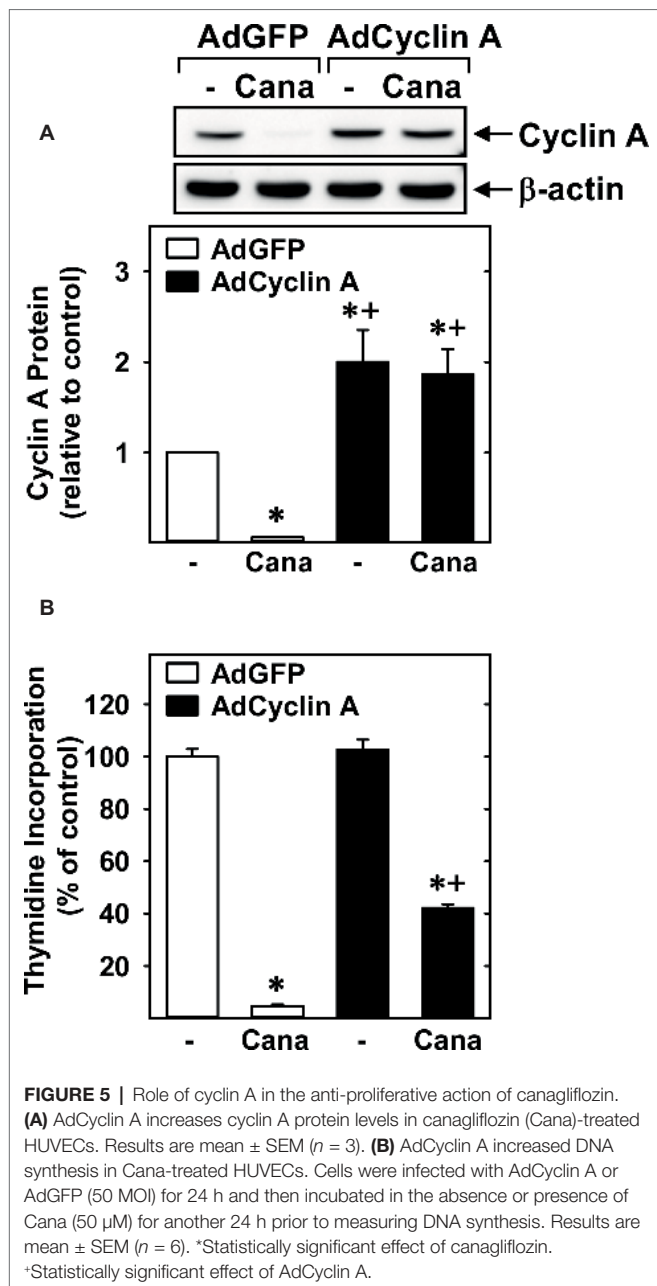 AdGFP AdCyclin A
- Cana - Cana
A
Cyclin A
β-actin
AdGFP
AdCyclin A
Cyclin A Protein
(relative to control)
3
2
1
*+
*+
*
- Cana - Cana
B
AdGFP
AdCyclin A
Thymidine Incorporation
(% of control)
120
100
80
60
40
20
*+
*
- Cana - Cana
FIGURE 5 | Role of cyclin A in the anti-proliferative action of canagliflozin.
(A) AdCyclin A increases cyclin A protein levels in canagliflozin (Cana)-treated
HUVECs. Results are mean ± SEM (n = 3). (B) AdCyclin A increased DNA
synthesis in Cana-treated HUVECs. Cells were infected with AdCyclin A or
AdGFP (50 MOI) for 24 h and then incubated in the absence or presence of
Cana (50 μM) for another 24 h prior to measuring DNA synthesis. Results are
mean ± SEM (n = 6). *Statistically significant effect of canagliflozin.
+Statistically significant effect of AdCyclin A.